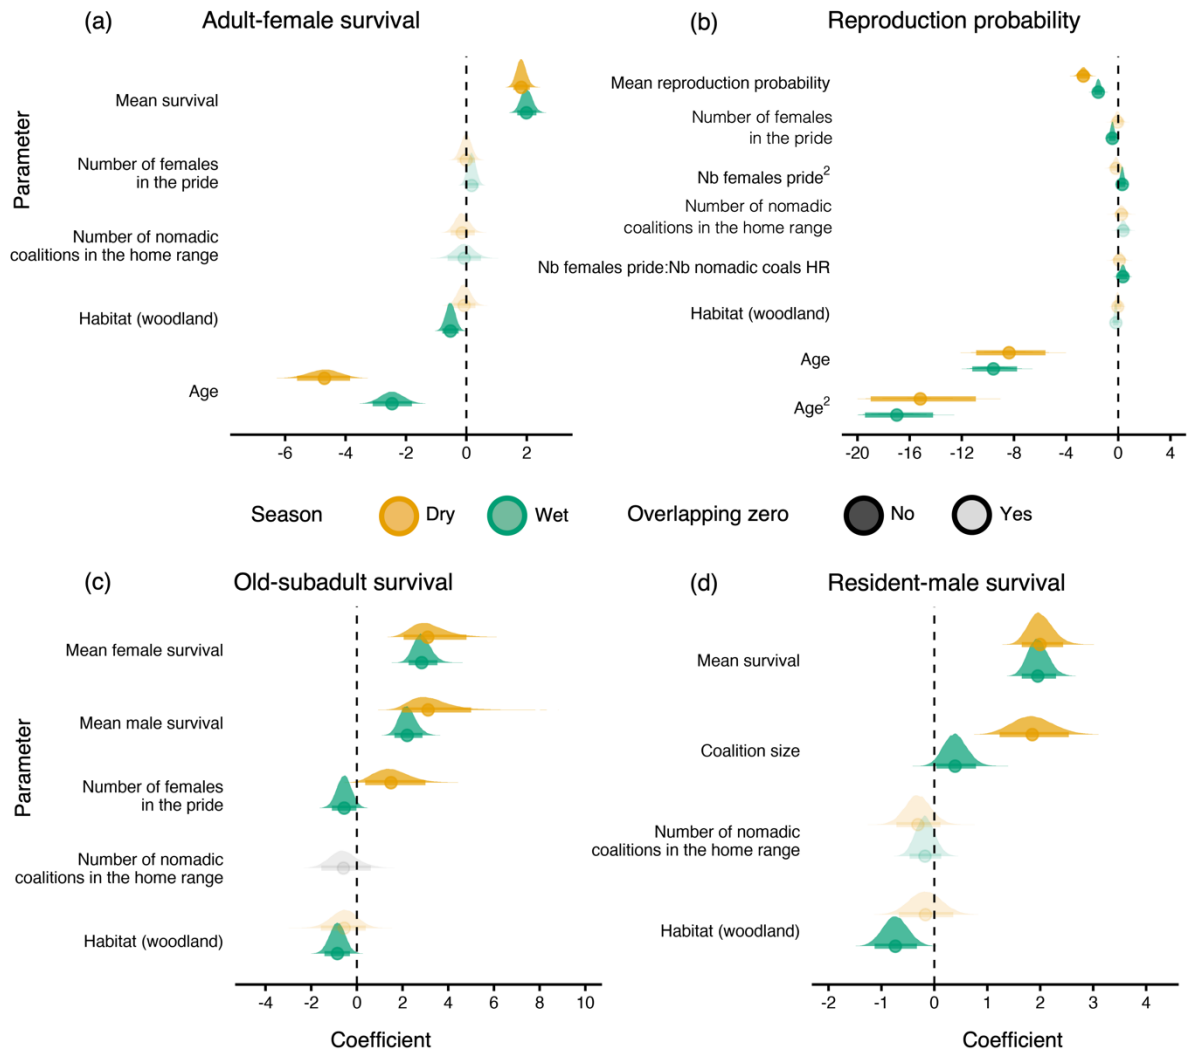 (a) Adult-female survival
Parameter
Mean survival
Number of females
in the pride
Number of nomadic
coalitions in the home range
Habitat (woodland)
Age
-6 -4 -2 0 2
(b) Reproduction probability
Mean reproduction probability
Number of females
in the pride
Nb females pride²
Number of nomadic
coalitions in the home range
Nb females pride:Nb nomadic coals HR
Habitat (woodland)
Age
Age²
-20 -16 -12 -8 -4 0 4
Season Dry Wet Overlapping zero No Yes
(c) Old-subadult survival
Parameter
Mean female survival
Mean male survival
Number of females
in the pride
Number of nomadic
coalitions in the home range
Habitat (woodland)
-4 -2 0 2 4 6 8 10
Coefficient
(d) Resident-male survival
Mean survival
Coalition size
Number of nomadic
coalitions in the home range
Habitat (woodland)
-2 -1 0 1 2 3 4
Coefficient